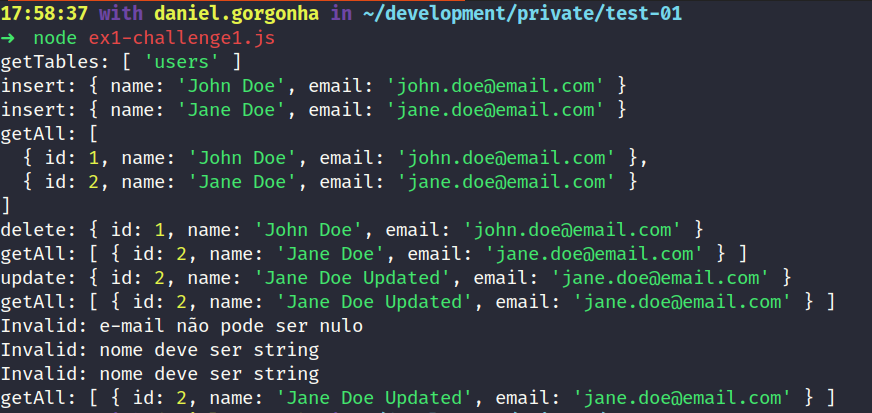 17:58:37 with daniel.gorgonha in ~/development/private/test-01
➜ node ex1-challenge1.js
getTables: [ 'users' ]
insert: { name: 'John Doe', email: 'john.doe@email.com' }
insert: { name: 'Jane Doe', email: 'jane.doe@email.com' }
getAll: [
  { id: 1, name: 'John Doe', email: 'john.doe@email.com' },
  { id: 2, name: 'Jane Doe', email: 'jane.doe@email.com' }
]
delete: { id: 1, name: 'John Doe', email: 'john.doe@email.com' }
getAll: [ { id: 2, name: 'Jane Doe', email: 'jane.doe@email.com' } ]
update: { id: 2, name: 'Jane Doe Updated', email: 'jane.doe@email.com' }
getAll: [ { id: 2, name: 'Jane Doe Updated', email: 'jane.doe@email.com' } ]
Invalid: e-mail não pode ser nulo
Invalid: nome deve ser string
Invalid: nome deve ser string
getAll: [ { id: 2, name: 'Jane Doe Updated', email: 'jane.doe@email.com' } ]